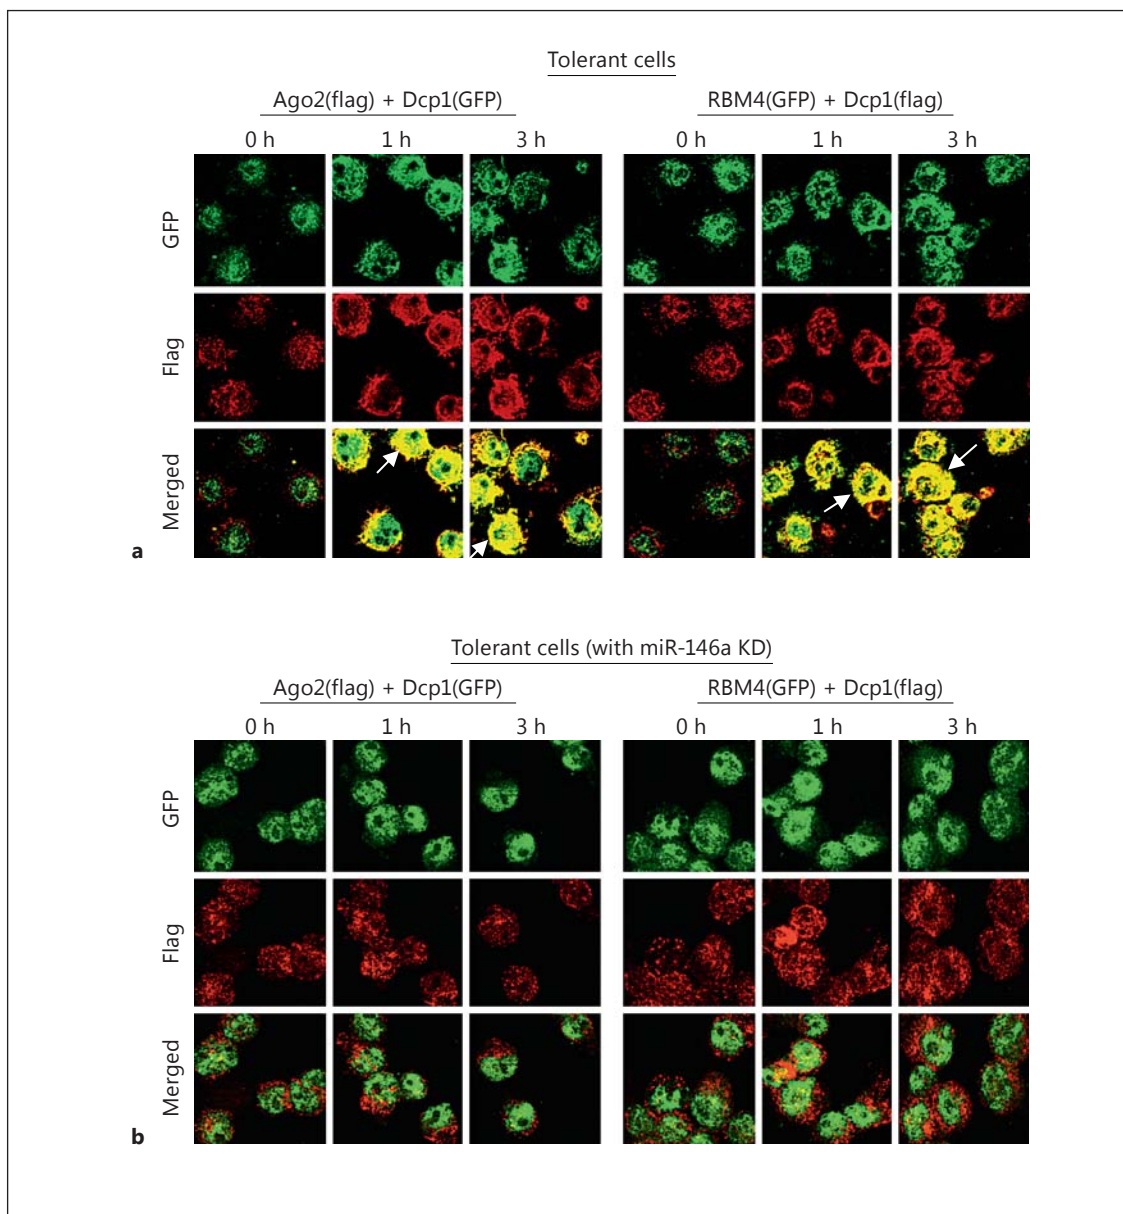 Tolerant cells
Ago2(flag) + Dcp1(GFP) RBM4(GFP) + Dcp1(flag)
0 h 1 h 3 h 0 h 1 h 3 h
GFP
Flag
Merged
a
Tolerant cells (with miR-146a KD)
Ago2(flag) + Dcp1(GFP) RBM4(GFP) + Dcp1(flag)
0 h 1 h 3 h 0 h 1 h 3 h
GFP
Flag
Merged
b